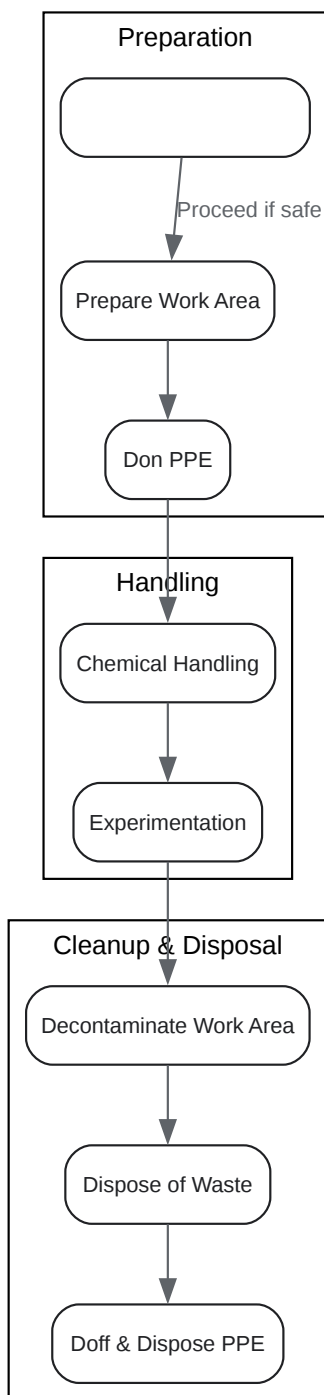 Preparation
Proceed if safe
Prepare Work Area
Don PPE
Handling
Chemical Handling
Experimentation
Cleanup & Disposal
Decontaminate Work Area
Dispose of Waste
Doff & Dispose PPE